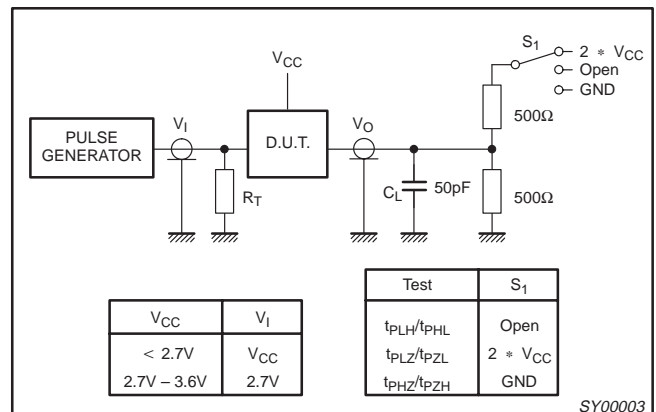 S1
2 * VCC
Open
GND
VCC
500Ω
PULSE GENERATOR
VI
D.U.T.
VO
RT
CL
50pF
500Ω
VCC VI
< 2.7V VCC
2.7V – 3.6V 2.7V
Test S1
tPLH/tPHL Open
tPLZ/tPZL 2 * VCC
tPHZ/tPZH GND
SY00003